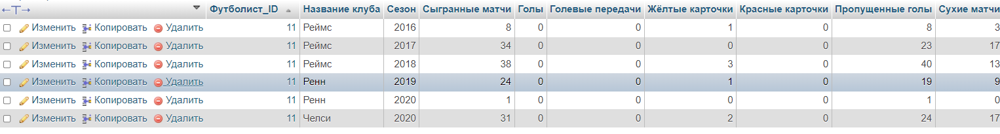 ←T→ Футболист_ID Название клуба Сезон Сыгранные матчи Голы Голевые передачи Жёлтые карточки Красные карточки Пропущенные голы Сухие матчи
Изменить Копировать Удалить 11 Реймс 2016 8 0 0 1 0 8 3
Изменить Копировать Удалить 11 Реймс 2017 34 0 0 0 0 23 17
Изменить Копировать Удалить 11 Реймс 2018 38 0 0 3 0 40 13
Изменить Копировать Удалить 11 Ренн 2019 24 0 0 1 0 19 9
Изменить Копировать Удалить 11 Ренн 2020 1 0 0 0 0 1 0
Изменить Копировать Удалить 11 Челси 2020 31 0 0 2 0 24 17